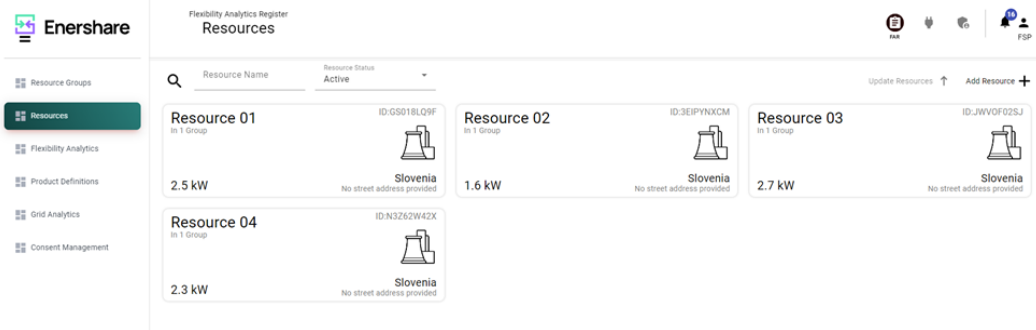 Enershare
Flexibility Analytics Register
Resources
FAR
16
FSP
Resource Groups
Resources
Flexibility Analytics
Product Definitions
Grid Analytics
Consent Management
Resource Name
Resource Status
Active
Update Resources
Add Resource
Resource 01
ID:GS018LQ9F
In 1 Group
2.5 kW
Slovenia
No street address provided
Resource 02
ID:3EIPYNXCM
In 1 Group
1.6 kW
Slovenia
No street address provided
Resource 03
ID:JWVOF02SJ
In 1 Group
2.7 kW
Slovenia
No street address provided
Resource 04
ID:N3Z62W42X
In 1 Group
2.3 kW
Slovenia
No street address provided